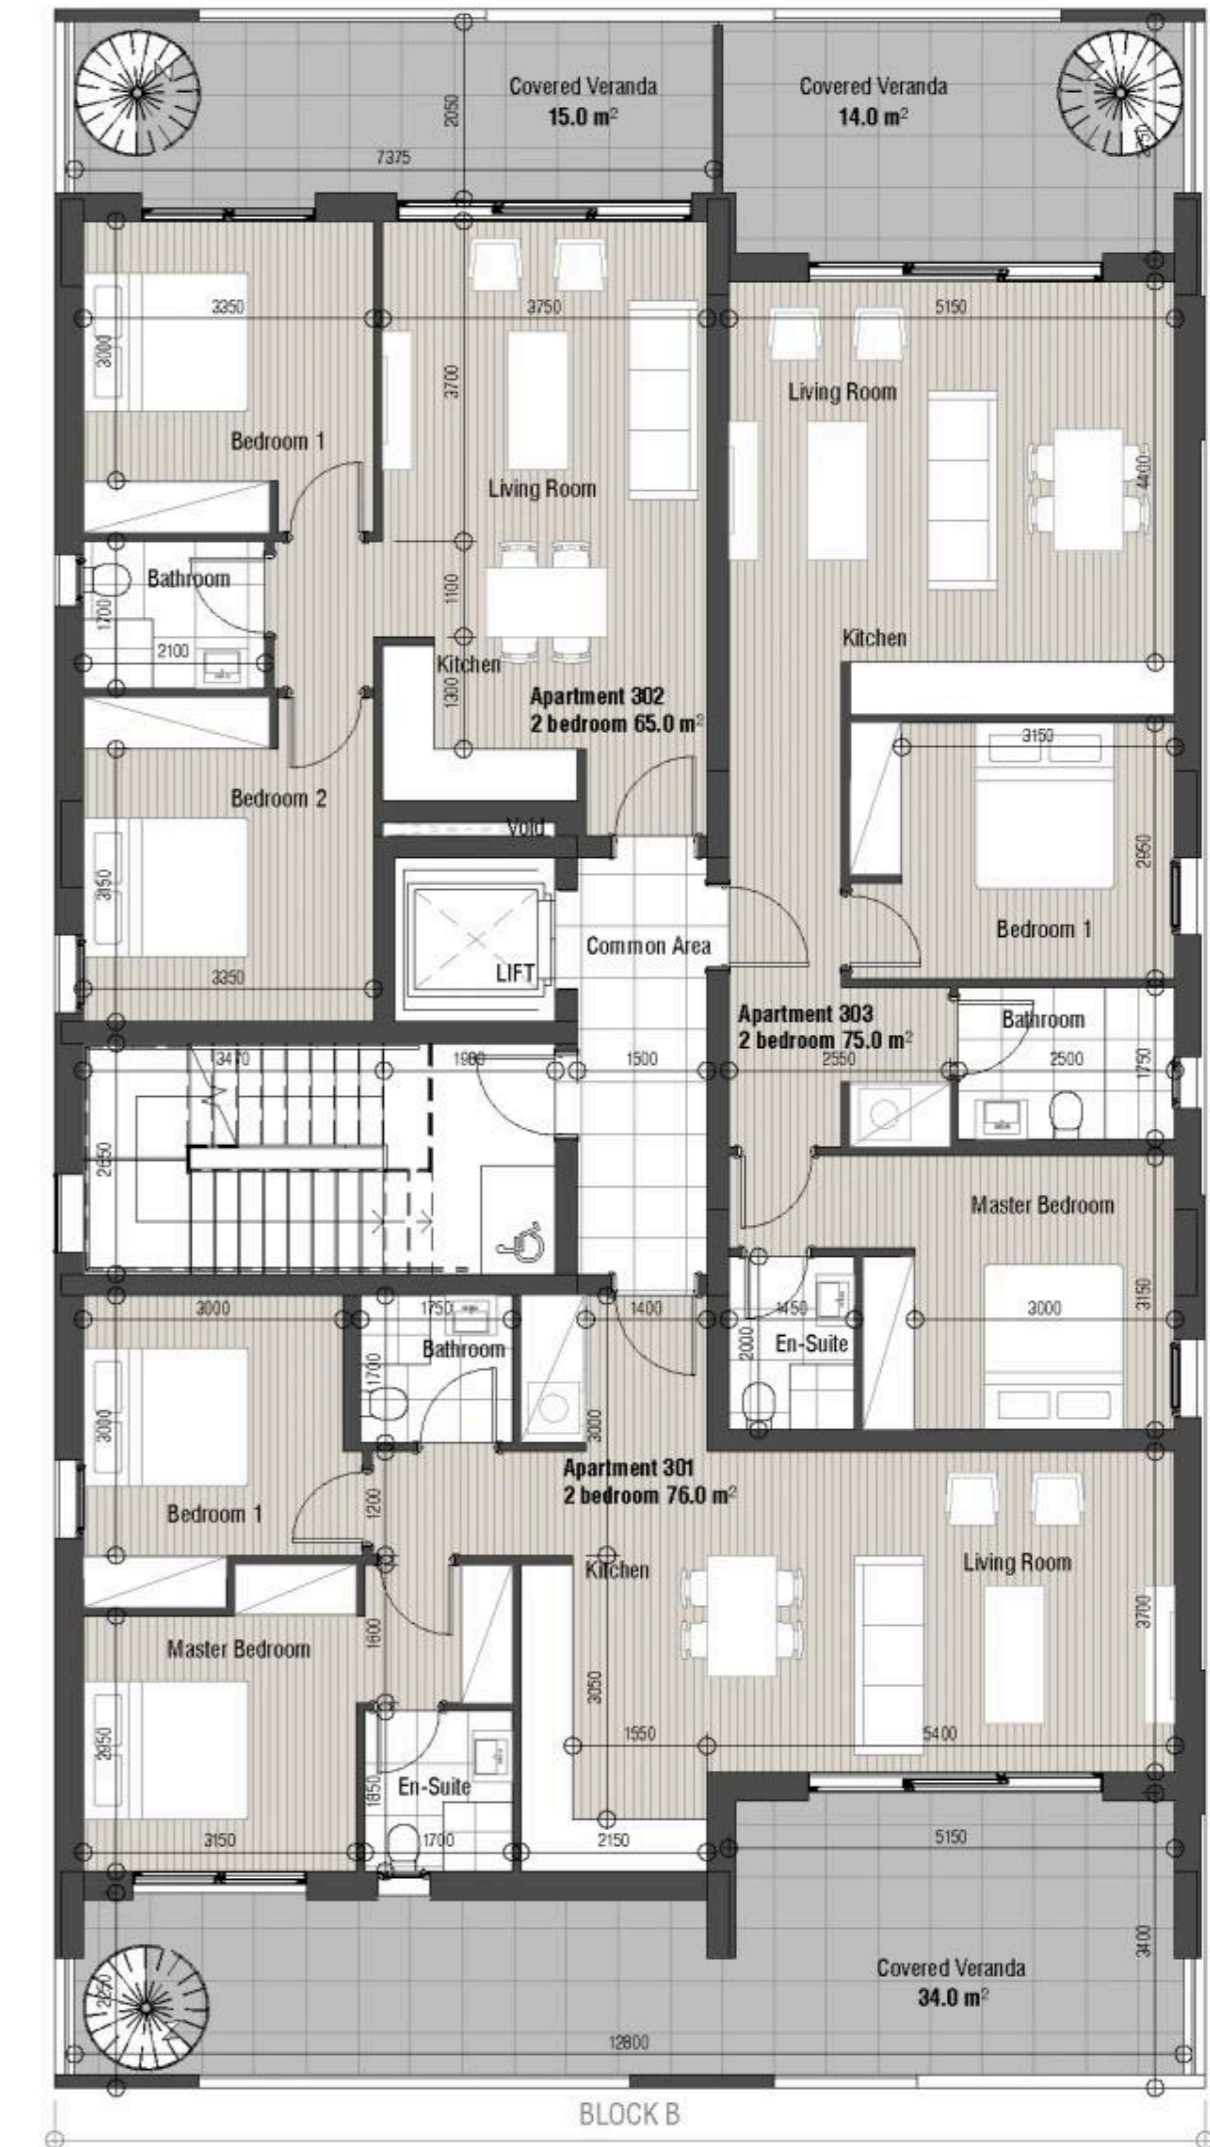 Covered Veranda
15.0 m²
Covered Veranda
14.0 m²
2050
7375
3350
3750
5150
3000
3700
Living Room
Bedroom 1
4400
Living Room
Bathroom
1700
2100
1100
Kitchen
Kitchen
1300
Apartment 302
2 bedroom 65.0 m²
3150
Bedroom 2
Void
2950
3150
Common Area
Bedroom 1
LIFT
3350
Apartment 303
2 bedroom 75.0 m²
Bathroom
3470
1980
1500
2550
2500
1750
2650
Master Bedroom
3000
1750
1400
1450
3000
3150
Bathroom
1700
En-Suite
2000
3000
3000
Apartment 301
2 bedroom 76.0 m²
Bedroom 1
1200
Kitchen
Living Room
3700
Master Bedroom
1600
3050
2950
1550
5400
En-Suite
1850
3150
1700
2150
5150
3400
Covered Veranda
34.0 m²
2250
12800
BLOCK B